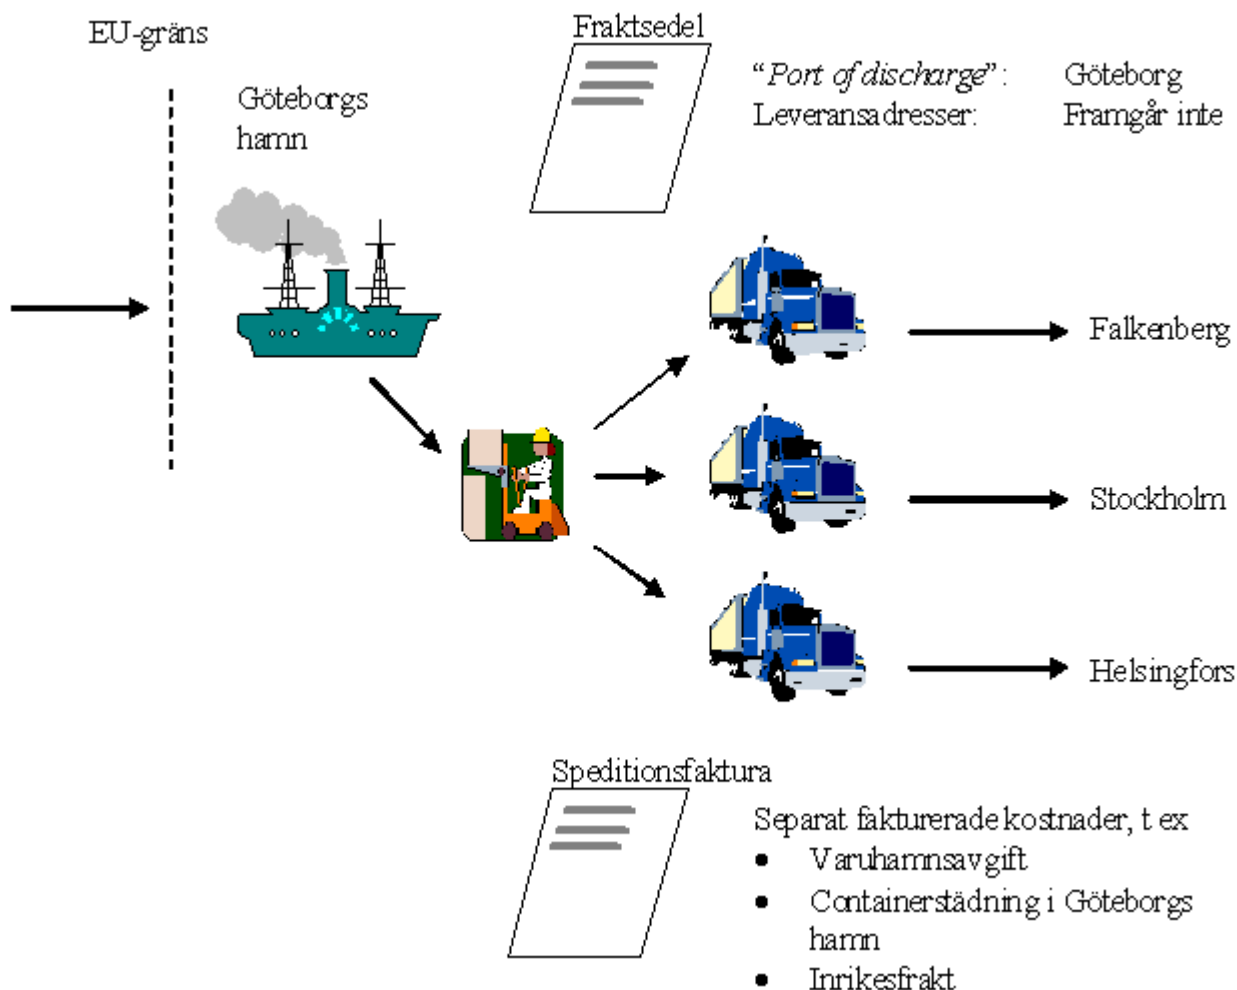 EU-gräns
Göteborgs
hamn
Fraktsedel
“Port of discharge”: Göteborg
Leveransadresser: Framgår inte
Falkenberg
Stockholm
Helsingfors
Speditionsfaktura
Separat fakturerade kostnader, t ex
• Varuhamnsavgift
• Containerstädning i Göteborgs
hamn
• Inrikesfrakt